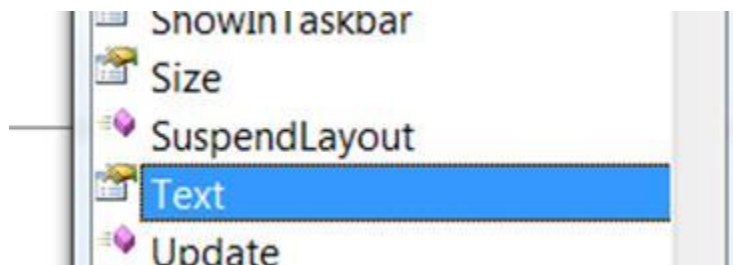 ShowInTaskbar
Size
SuspendLayout
Text
Update